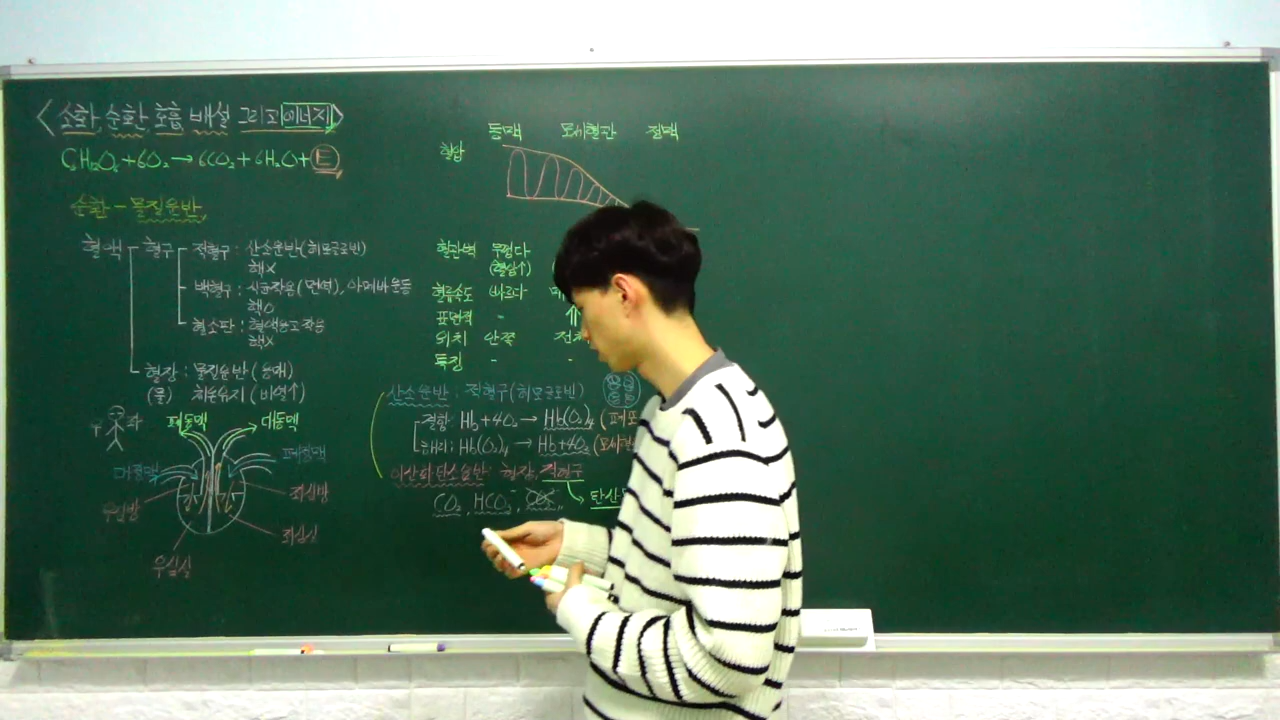 <소화, 순환, 호흡, 배설 그리고 에너지>
C₆H₁₂O₆+6O₂→6CO₂+6H₂O+E
순환 - 물질운반
혈액 혈구 적혈구 : 산소운반(헤모글로빈)
핵X
백혈구 : 식균작용(면역), 아메바운동
핵O
혈소판 : 혈액응고작용
핵X
혈장 : 물질운반(용매)
(물) 체온유지(비열↑)
우 좌
폐동맥 대동맥
대정맥 폐정맥
우심방 좌심방
우심실 좌심실
동맥 모세혈관 정맥
혈압
혈관벽 두껍다
(혈압↑)
혈류속도 빠르다
표면적 -
위치 안쪽
특징 - -
산소운반 : 적혈구(헤모글로빈)
결합: Hb+4O₂ → Hb(O₂)₄
해리: Hb(O₂)₄ → Hb+4O₂
이산화탄소운반 : 혈장, 적혈구
CO₂, HCO₃⁻,
탄산